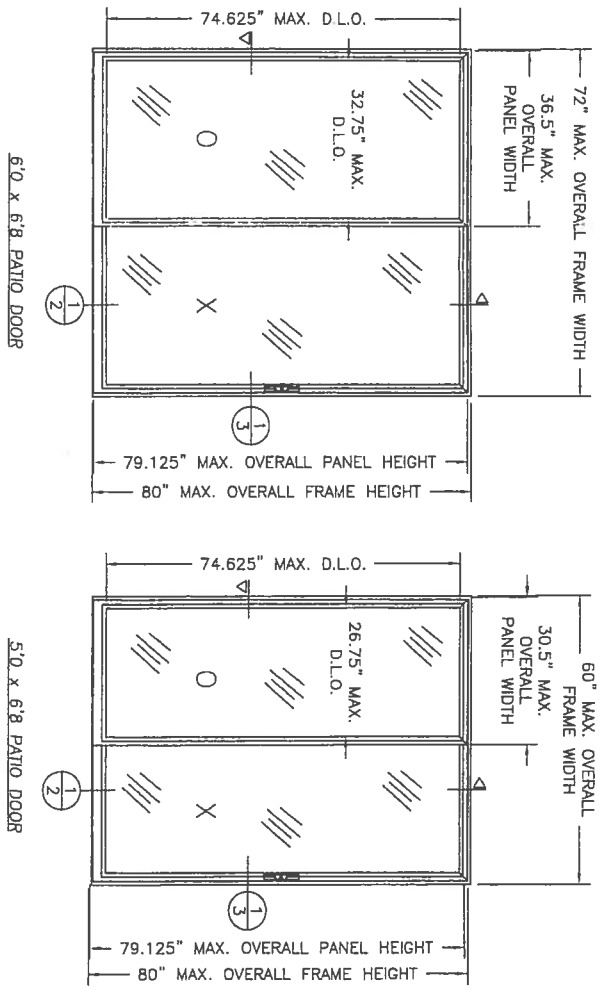 72" MAX. OVERALL FRAME WIDTH
36.5" MAX.
OVERALL
PANEL WIDTH
74.625" MAX. D.L.O.
32.75" MAX.
D.L.O.
O
X
1
2
1
3
79.125" MAX. OVERALL PANEL HEIGHT
80" MAX. OVERALL FRAME HEIGHT
6'0 x 6'8 PATIO DOOR
60" MAX. OVERALL
FRAME WIDTH
30.5" MAX.
OVERALL
PANEL WIDTH
74.625" MAX. D.L.O.
26.75" MAX.
D.L.O.
O
X
1
2
1
3
79.125" MAX. OVERALL PANEL HEIGHT
80" MAX. OVERALL FRAME HEIGHT
5'0 x 6'8 PATIO DOOR